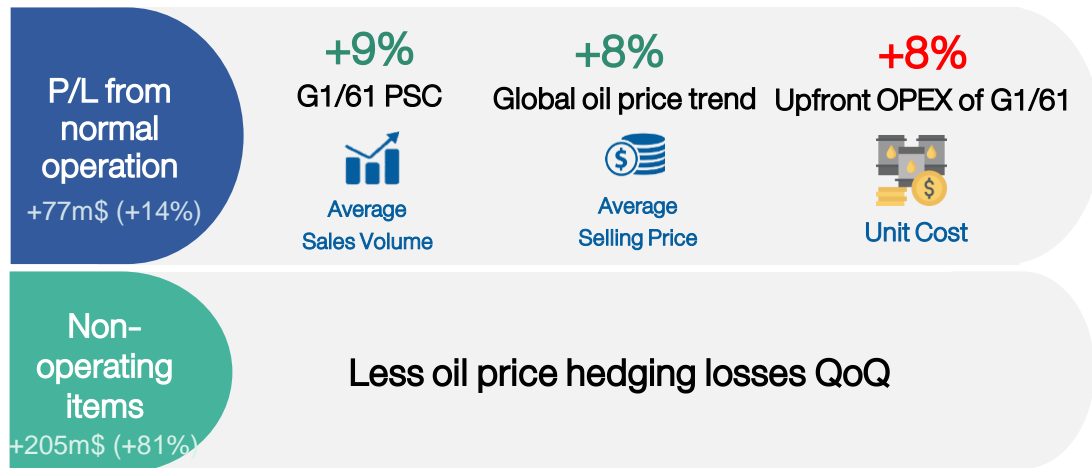 P/L from
normal
operation
+77m$ (+14%)
+9%
G1/61 PSC
Average
Sales Volume
+8%
Global oil price trend
$
Average
Selling Price
+8%
Upfront OPEX of G1/61
$
Unit Cost
Non-
operating
items
+205m$ (+81%)
Less oil price hedging losses QoQ